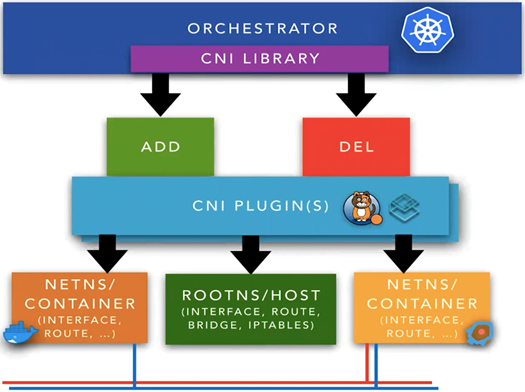 ORCHESTRATOR
CNI LIBRARY
ADD
DEL
CNI PLUGIN(S)
NETNS/
CONTAINER
(INTERFACE,
ROUTE, ...)
ROOTNS/HOST
(INTERFACE, ROUTE,
BRIDGE, IPTABLES)
NETNS/
CONTAINER
(INTERFACE,
ROUTE, ...)